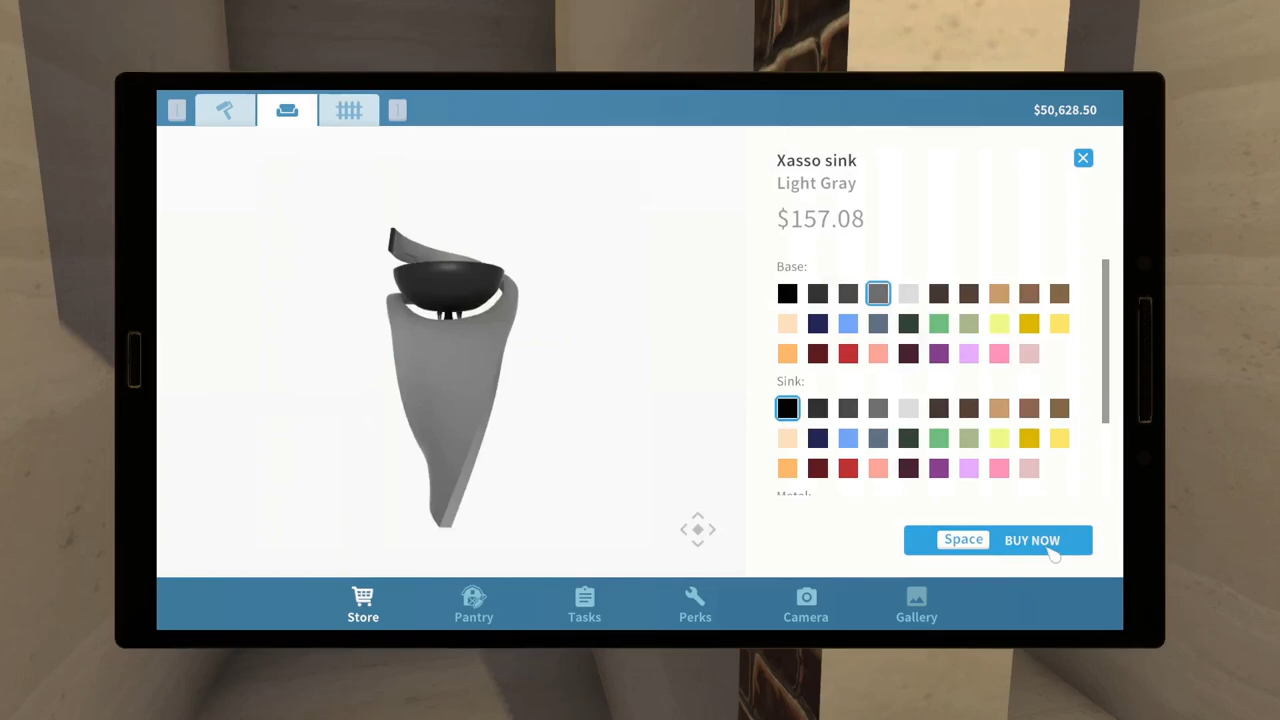 $50,628.50
Xasso sink
Light Gray
$157.08
Base:
Sink:
Metal:
Space BUY NOW
Store
Pantry
Tasks
Perks
Camera
Gallery